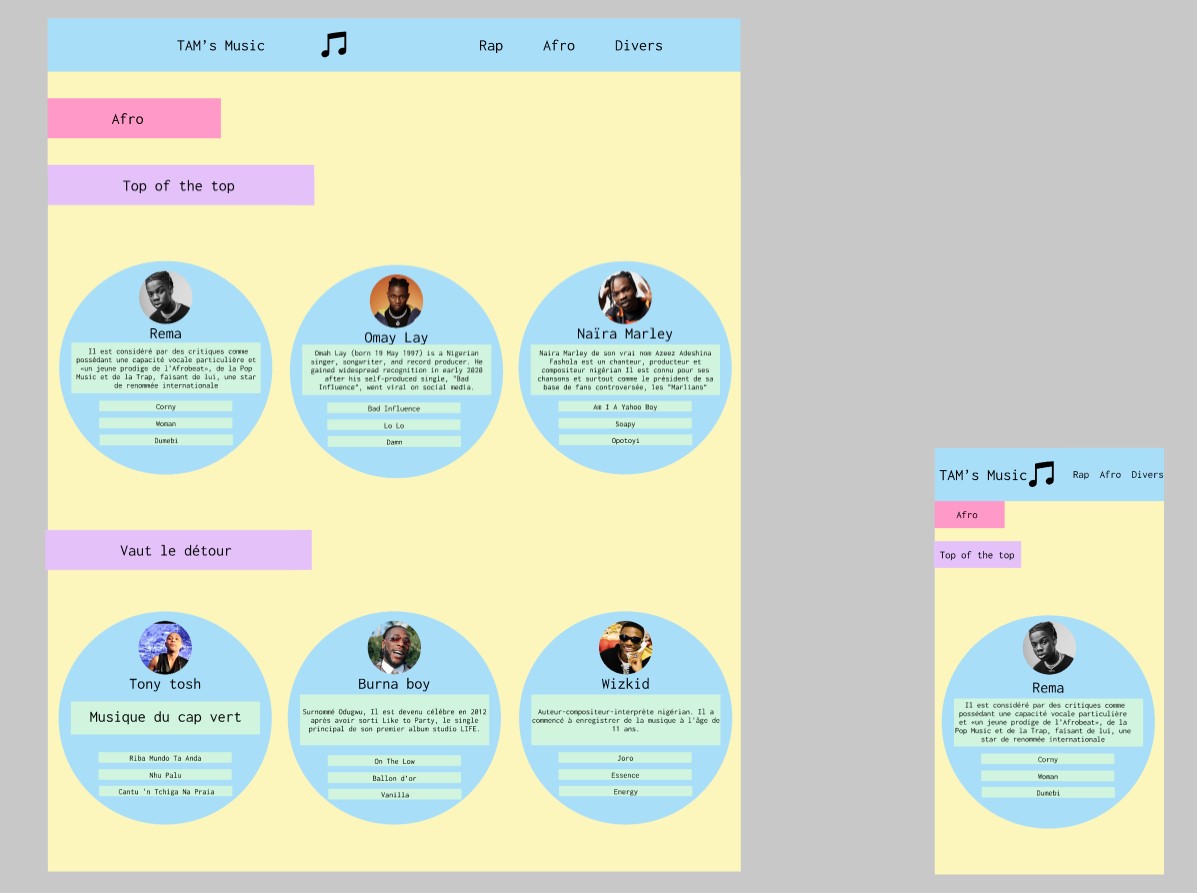 TAM's Music Rap Afro Divers
Afro
Top of the top
Rema
Il est considéré par des critiques comme
possédant une capacité vocale particulière et
«un jeune prodige de l'Afrobeat», de la Pop
Music et de la Trap, faisant de lui, une star
de renommée internationale
Corny
Woman
Dumebi
Omay Lay
Omah Lay (born 19 May 1997) is a Nigerian
singer, songwriter, and record producer. He
gained widespread recognition in early 2020
after his self-produced single, "Bad
Influence", went viral on social media.
Bad Influence
Lo Lo
Damn
Naïra Marley
Naira Marley de son vrai nom Azeez Adeshina
Fashola est un chanteur, producteur et
compositeur nigérian Il est connu pour ses
chansons et surtout comme le président de sa
base de fans controversée, les "Marlians"
Am I A Yahoo Boy
Soapy
Opotoyi
Vaut le détour
Tony tosh
Musique du cap vert
Riba Mundo Ta Anda
Nhu Palu
Cantu 'n Tchiga Na Praia
Burna boy
Surnommé Odugwu, Il est devenu célèbre en 2012
après avoir sorti Like to Party, le single
principal de son premier album studio LIFE.
On The Low
Ballon d'or
Vanilla
Wizkid
Auteur-compositeur-interprète nigérian. Il a
commencé à enregistrer de la musique à l'âge de
11 ans.
Joro
Essence
Energy
TAM's Music Rap Afro Divers
Afro
Top of the top
Rema
Il est considéré par des critiques comme
possédant une capacité vocale particulière
et «un jeune prodige de l'Afrobeat», de la
Pop Music et de la Trap, faisant de lui, une
star de renommée internationale
Corny
Woman
Dumebi